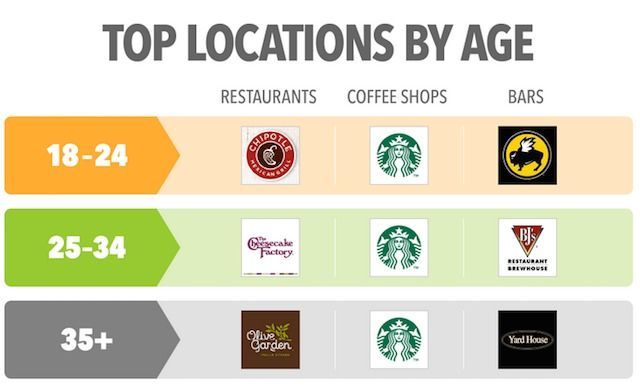 TOP LOCATIONS BY AGE
RESTAURANTS COFFEE SHOPS BARS
18-24
CHIPOTLE
MEXICAN GRILL
25-34
The
Cheesecake
Factory
BJ's
RESTAURANT
BREWHOUSE
35+
Olive
Garden
Yard House